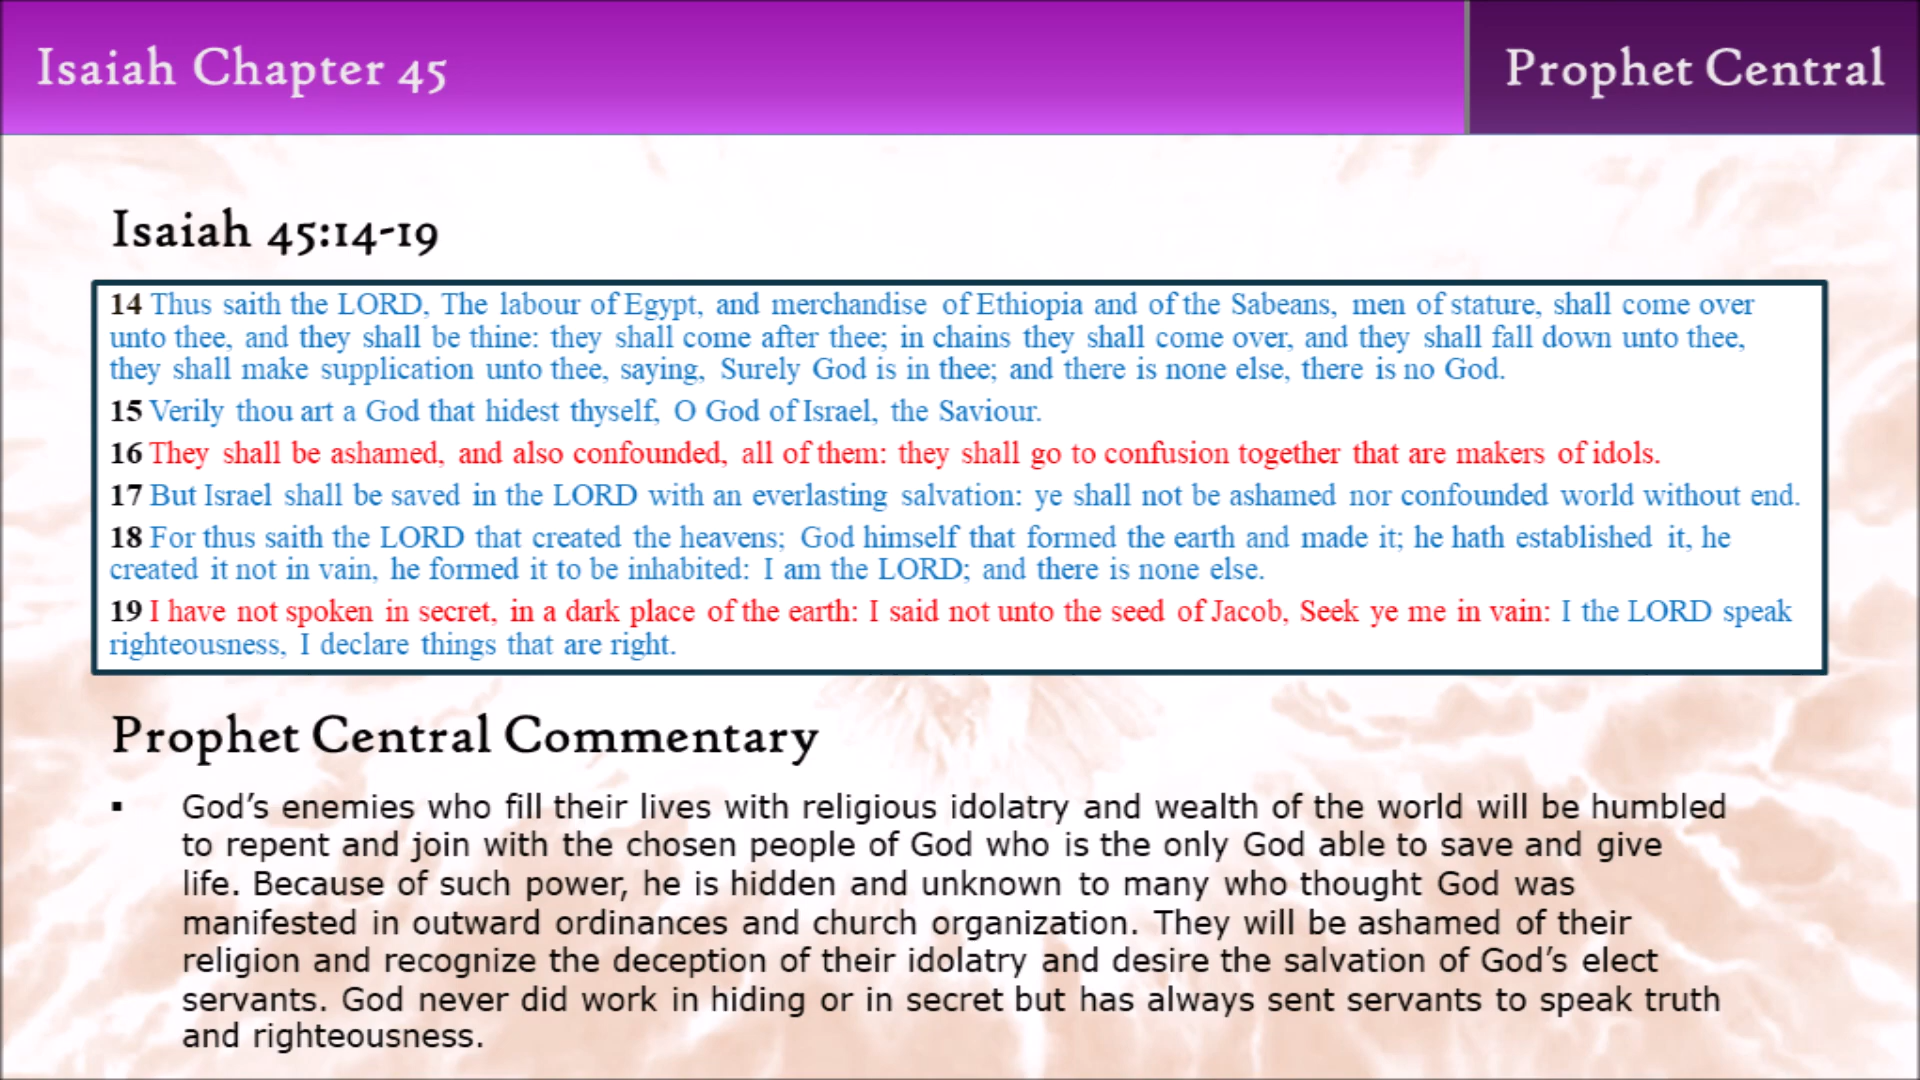 Isaiah Chapter 45
Prophet Central
Isaiah 45:14-19
14 Thus saith the LORD, The labour of Egypt, and merchandise of Ethiopia and of the Sabeans, men of stature, shall come over
unto thee, and they shall be thine: they shall come after thee; in chains they shall come over, and they shall fall down unto thee,
they shall make supplication unto thee, saying, Surely God is in thee; and there is none else, there is no God.
15 Verily thou art a God that hidest thyself, O God of Israel, the Saviour.
16 They shall be ashamed, and also confounded, all of them: they shall go to confusion together that are makers of idols.
17 But Israel shall be saved in the LORD with an everlasting salvation: ye shall not be ashamed nor confounded world without end.
18 For thus saith the LORD that created the heavens; God himself that formed the earth and made it; he hath established it, he
created it not in vain, he formed it to be inhabited: I am the LORD; and there is none else.
19 I have not spoken in secret, in a dark place of the earth: I said not unto the seed of Jacob, Seek ye me in vain: I the LORD speak
righteousness, I declare things that are right.
Prophet Central Commentary
▪ God's enemies who fill their lives with religious idolatry and wealth of the world will be humbled
to repent and join with the chosen people of God who is the only God able to save and give
life. Because of such power, he is hidden and unknown to many who thought God was
manifested in outward ordinances and church organization. They will be ashamed of their
religion and recognize the deception of their idolatry and desire the salvation of God's elect
servants. God never did work in hiding or in secret but has always sent servants to speak truth
and righteousness.